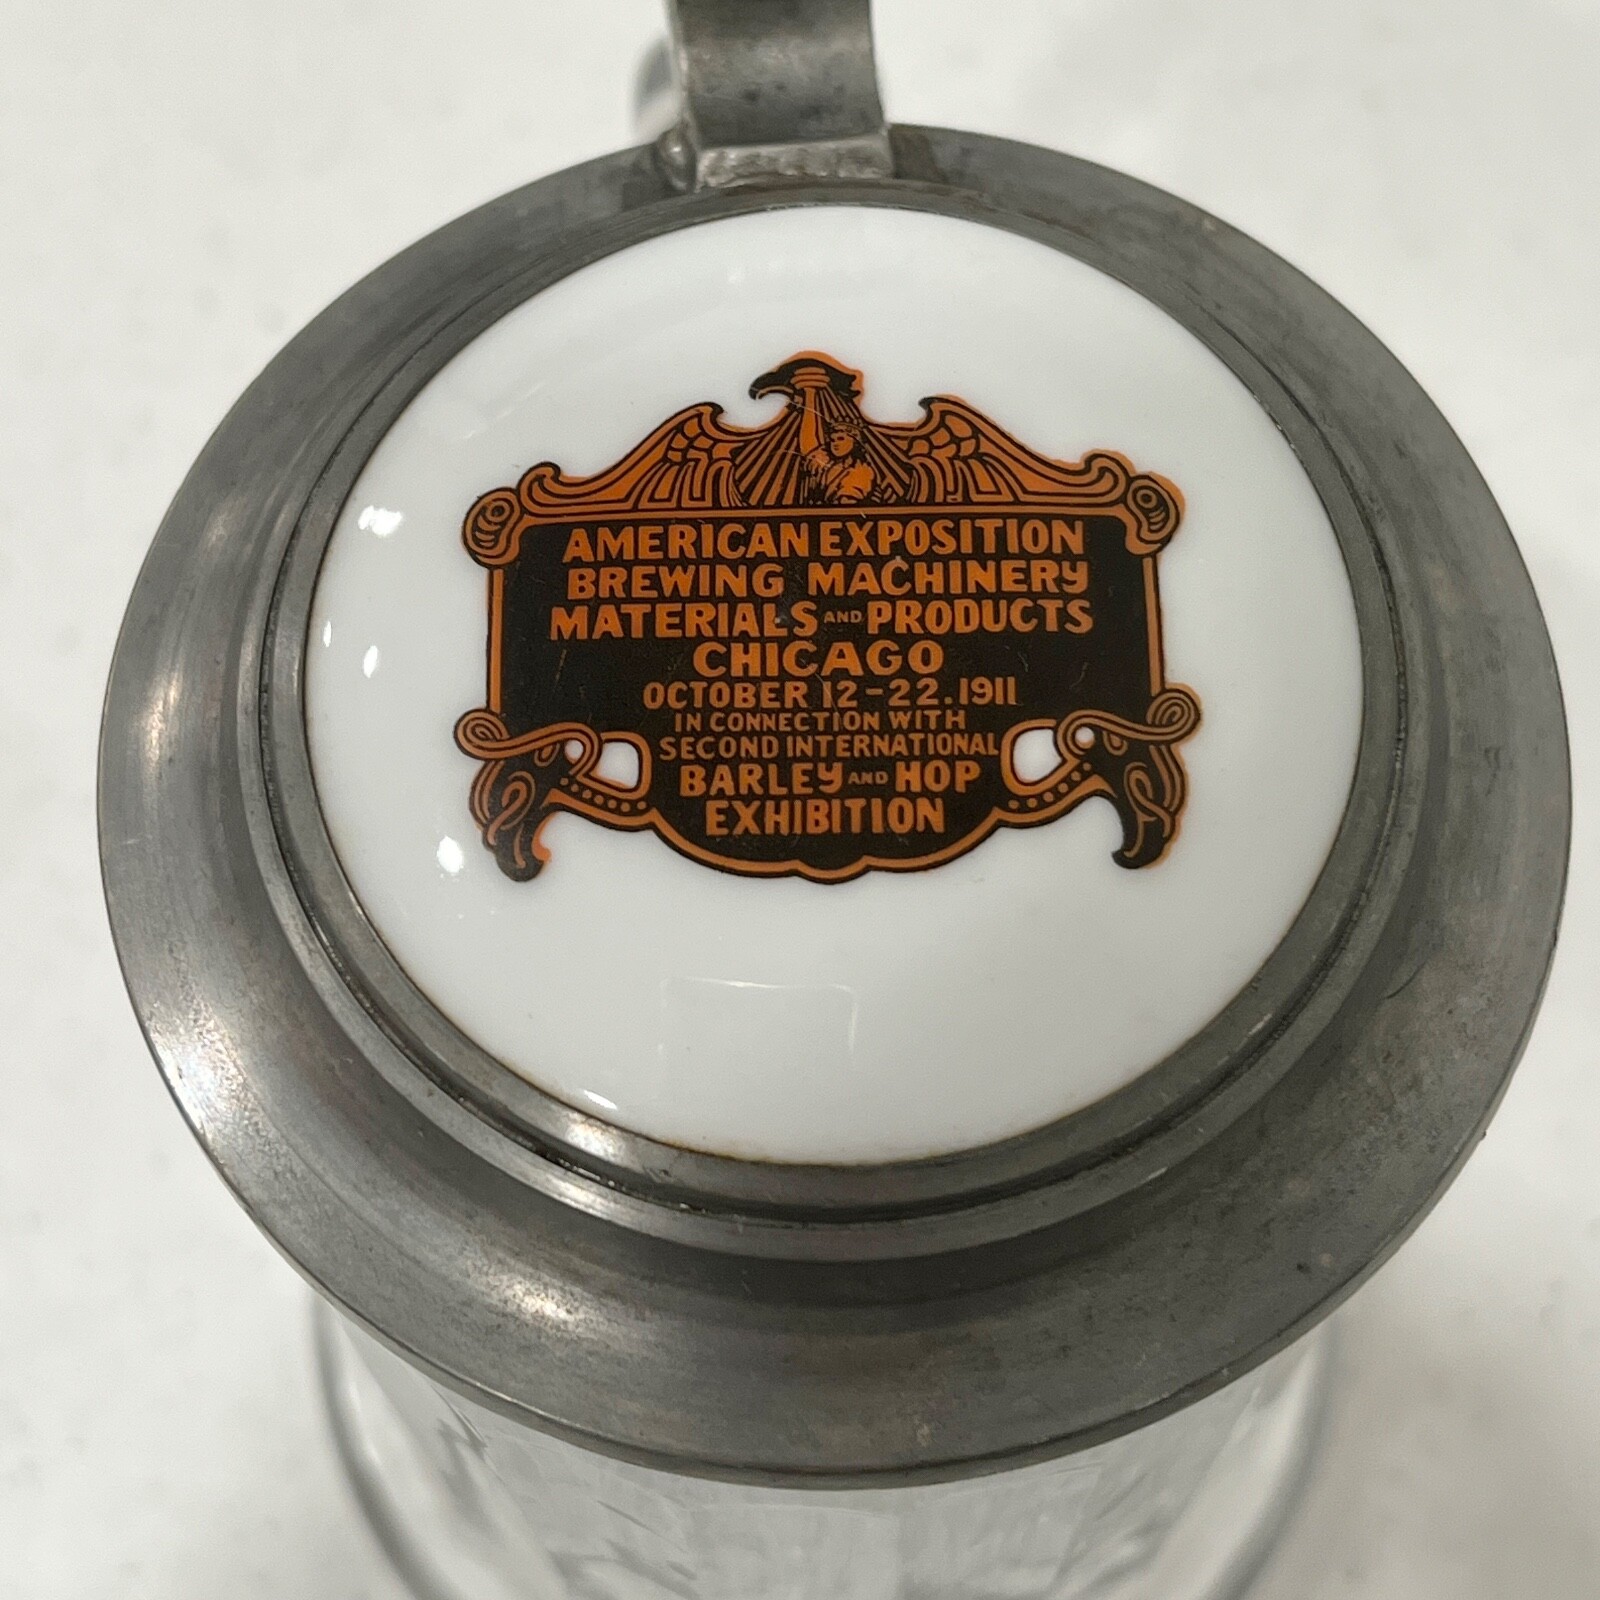 AMERICAN EXPOSITION
BREWING MACHINERY
MATERIALS AND PRODUCTS
CHICAGO
OCTOBER 12-22.1911
IN CONNECTION WITH
SECOND INTERNATIONAL
BARLEY AND HOP
EXHIBITION